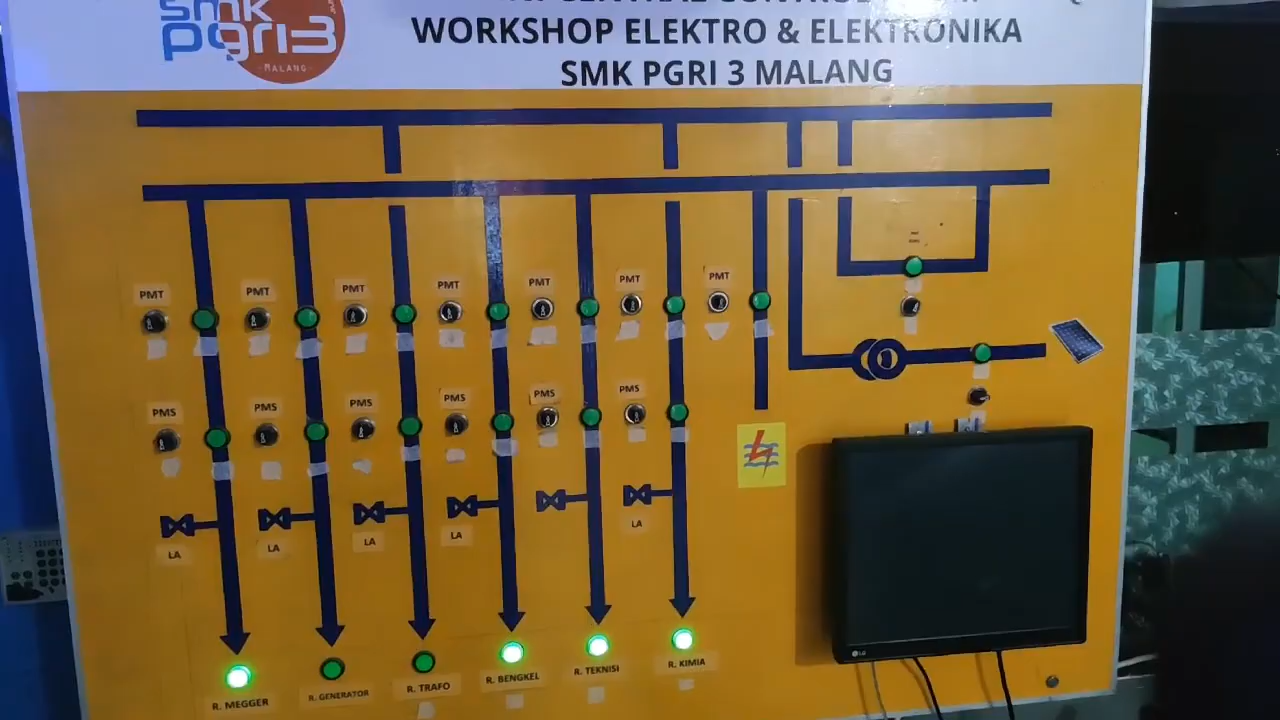 smk
pgri3
-MALANG-
WORKSHOP ELEKTRO & ELEKTRONIKA
SMK PGRI 3 MALANG
PMT PMT PMT PMT PMT PMT PMT
PMS PMS PMS PMS PMS PMS
LA LA LA LA LA
R. MEGGER R. GENERATOR R. TRAFO R. BENGKEL R. TEKNISI R. KIMIA
LG